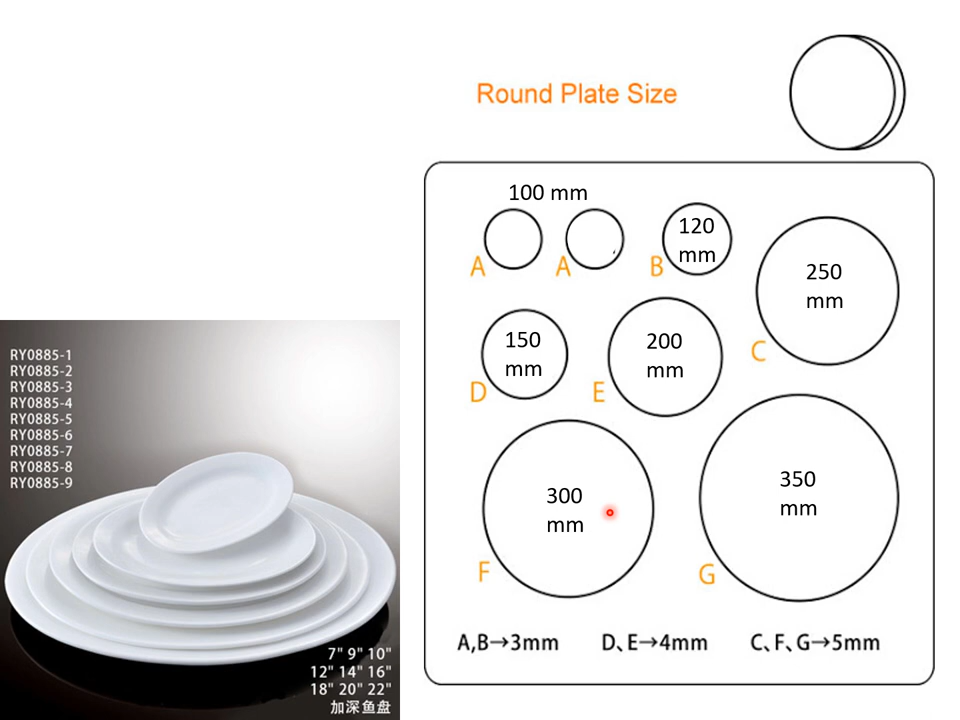 Round Plate Size
100 mm
A
A
B
120
mm
250
mm
C
150
mm
D
200
mm
E
300
mm
F
350
mm
G
A,B→3mm
D、E→4mm
C、F、G→5mm
RY0885-1
RY0885-2
RY0885-3
RY0885-4
RY0885-5
RY0885-6
RY0885-7
RY0885-8
RY0885-9
7" 9" 10"
12" 14" 16"
18" 20" 22"
加深鱼盘